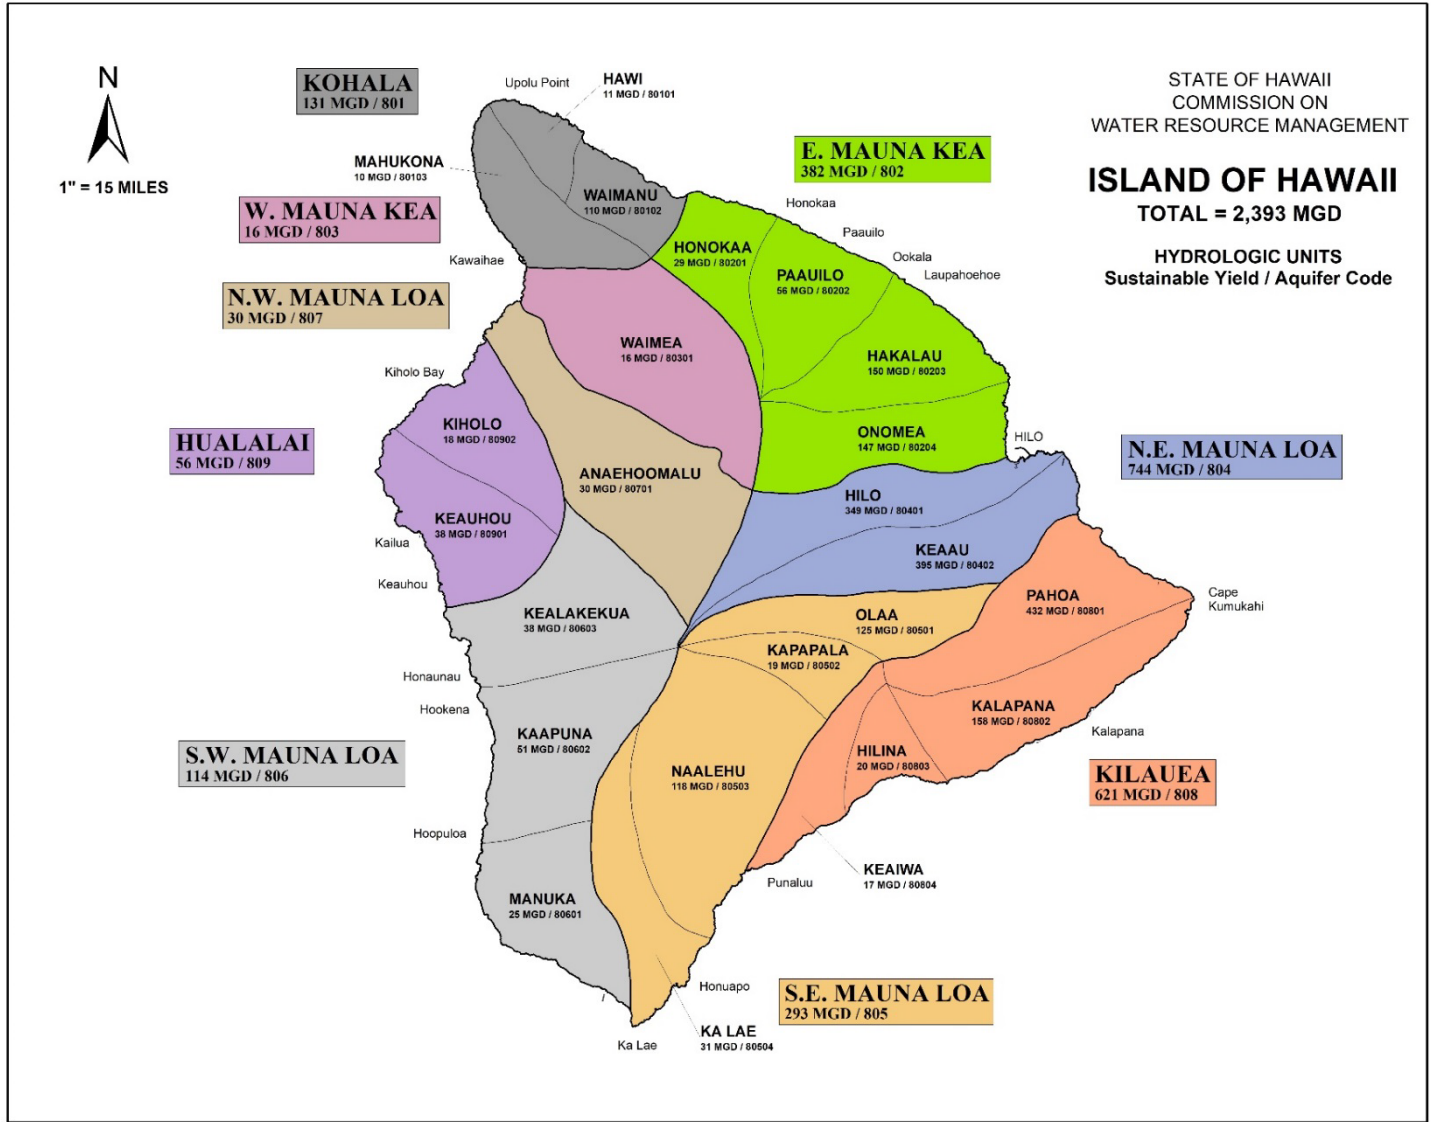 N
1" = 15 MILES
STATE OF HAWAII
COMMISSION ON
WATER RESOURCE MANAGEMENT
ISLAND OF HAWAII
TOTAL = 2,393 MGD
HYDROLOGIC UNITS
Sustainable Yield / Aquifer Code
KOHALA
131 MGD / 801
Upolu Point
HAWI
11 MGD / 80101
MAHUKONA
10 MGD / 80103
WAIMANU
110 MGD / 80102
E. MAUNA KEA
382 MGD / 802
W. MAUNA KEA
16 MGD / 803
Kawaihae
Honokaa
Paauilo
Ookala
Laupahoehoe
HONOKAA
29 MGD / 80201
PAAUILO
56 MGD / 80202
N.W. MAUNA LOA
30 MGD / 807
WAIMEA
16 MGD / 80301
HAKALAU
150 MGD / 80203
Kiholo Bay
KIHOLO
18 MGD / 80902
HUALALAI
56 MGD / 809
ONOMEA
147 MGD / 80204
HILO
N.E. MAUNA LOA
744 MGD / 804
ANAEHOOMALU
30 MGD / 80701
HILO
349 MGD / 80401
KEAUHOU
38 MGD / 80901
Kailua
Keauhou
KEAAU
395 MGD / 80402
PAHOA
432 MGD / 80801
Cape
Kumukahi
KEALAKEKUA
38 MGD / 80603
OLAA
125 MGD / 80501
KAPAPALA
19 MGD / 80502
Honaunau
Hookena
KALAPANA
158 MGD / 80802
Kalapana
S.W. MAUNA LOA
114 MGD / 806
KAAPUNA
51 MGD / 80602
HILINA
20 MGD / 80803
NAALEHU
118 MGD / 80503
KILAUEA
621 MGD / 808
Hoopuloa
KEAIWA
17 MGD / 80804
Punaluu
MANUKA
25 MGD / 80601
Honuapo
S.E. MAUNA LOA
293 MGD / 805
KA LAE
31 MGD / 80504
Ka Lae